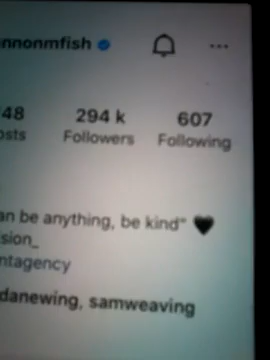 nnonmfish
48 294 k 607
osts Followers Following
an be anything, be kind" 🖤
sion_
ntagency
danewing, samweaving